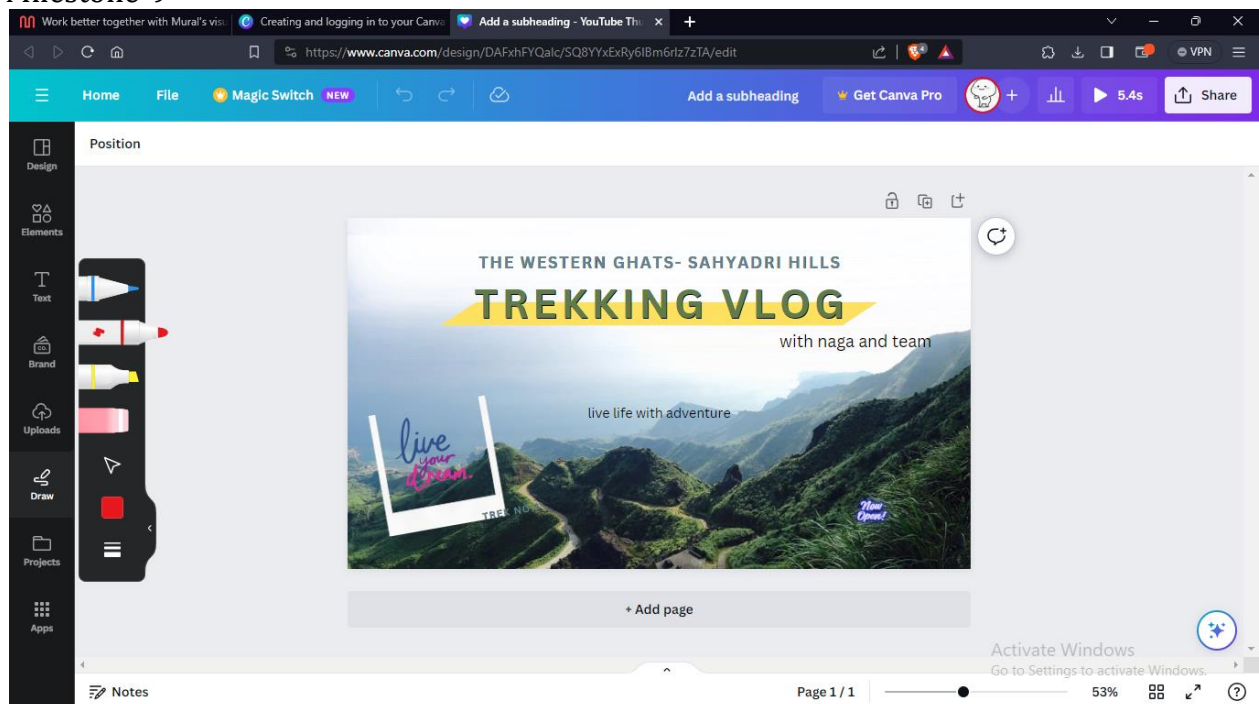 Milestone-9
Work better together with Mural's visu
Creating and logging in to your Canva
Add a subheading - YouTube Thu
https://www.canva.com/design/DAFxhFYQalc/SQ8YYxExRy6lBm6rlz7zTA/edit
VPN
Home File Magic Switch NEW Add a subheading Get Canva Pro 5.4s Share
Position
Design
Elements
Text
Brand
Uploads
Draw
Projects
Apps
THE WESTERN GHATS- SAHYADRI HILLS
TREKKING VLOG
with naga and team
live life with adventure
live
your
dream.
TREK NO
Now
Open!
+ Add page
Activate Windows
Go to Settings to activate Windows.
Notes
Page 1 / 1
53%